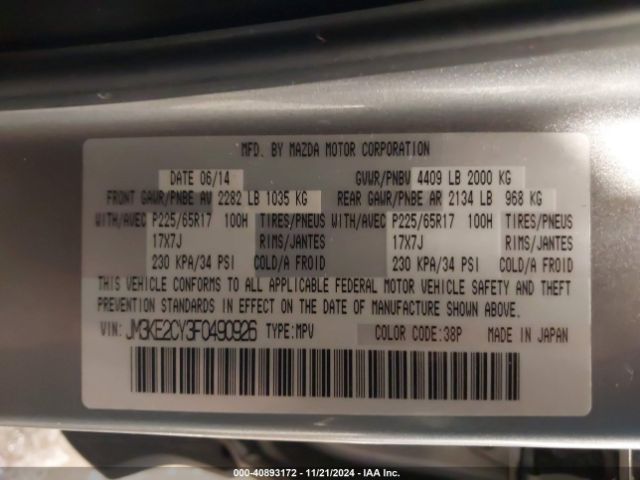 MFD. BY MAZDA MOTOR CORPORATION
DATE 06/14 GVWR/PNBW 4409 LB 2000 KG
FRONT GAWR/PNBE AV 2282 LB 1035 KG REAR GAWR/PNBE AR 2134 LB 968 KG
WITH/AVEC P225/65R17 100H TIRES/PNEUS WITH/AVEC P225/65R17 100H TIRES/PNEUS
17X7J RIMS/JANTES 17X7J RIMS/JANTES
230 KPA/34 PSI COLD/A FROID 230 KPA/34 PSI COLD/A FROID
THIS VEHICLE CONFORMS TO ALL APPLICABLE FEDERAL MOTOR VEHICLE SAFETY AND THEFT
PREVENTION STANDARDS IN EFFECT ON THE DATE OF MANUFACTURE SHOWN ABOVE.
VIN: JM3KE2CY3F0490926 TYPE:MPV COLOR CODE:38P MADE IN JAPAN
000-40893172 - 11/21/2024 - IAA Inc.